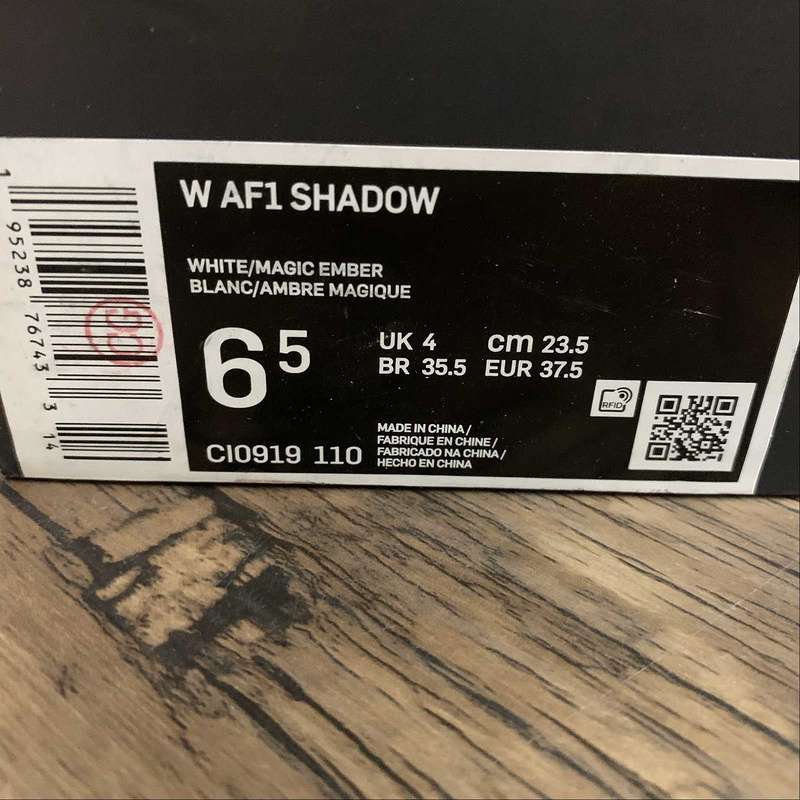 W AF1 SHADOW
WHITE/MAGIC EMBER
BLANC/AMBRE MAGIQUE
6 5
UK 4 cm 23.5
BR 35.5 EUR 37.5
CI0919 110
MADE IN CHINA /
FABRIQUE EN CHINE /
FABRICADO NA CHINA /
HECHO EN CHINA
RFID
1 95238 76743 3 14